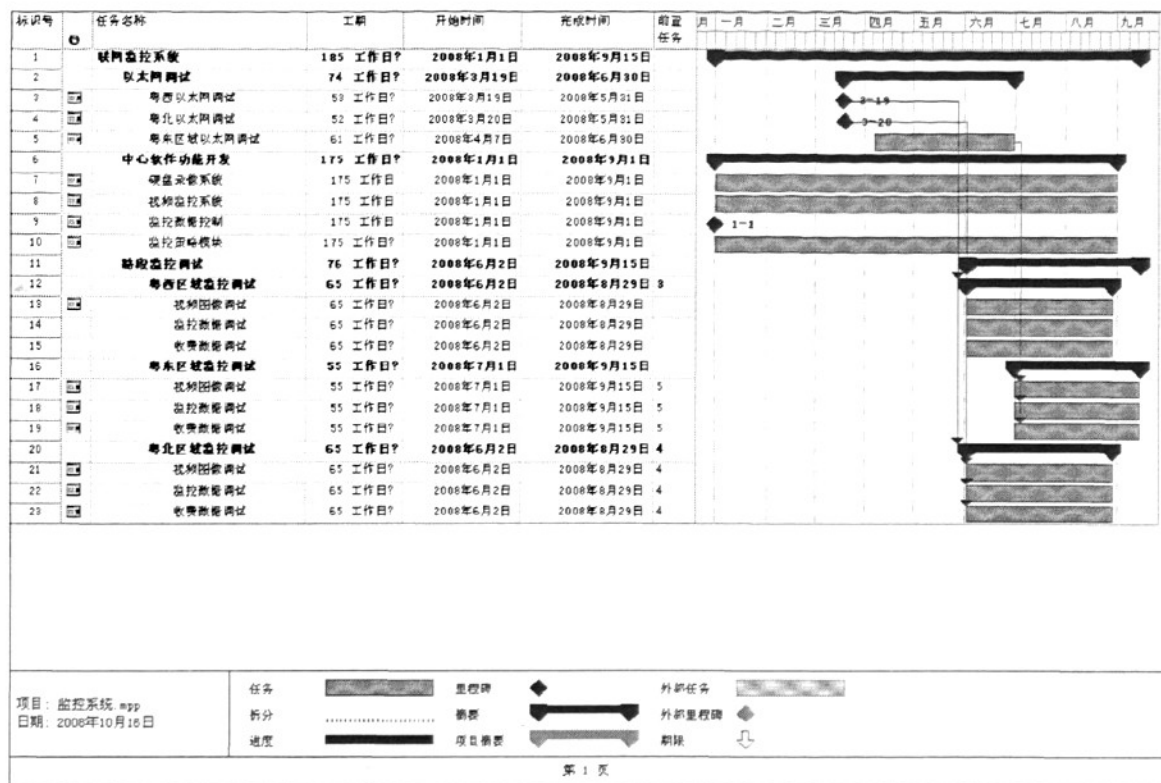 标识号 任务名称 工期 开始时间 完成时间 前置任务 月 一月 二月 三月 四月 五月 六月 七月 八月 九月
1 联网监控系统 185 工作日? 2008年1月1日 2008年9月15日
2 以太网调试 74 工作日? 2008年3月19日 2008年6月30日
3 粤西以太网调试 53 工作日? 2008年3月19日 2008年5月31日 3-19
4 粤北以太网调试 52 工作日? 2008年3月20日 2008年5月31日 3-20
5 粤东区域以太网调试 61 工作日? 2008年4月7日 2008年6月30日
6 中心软件功能开发 175 工作日? 2008年1月1日 2008年9月1日
7 硬盘录像系统 175 工作日 2008年1月1日 2008年9月1日
8 视频监控系统 175 工作日 2008年1月1日 2008年9月1日
9 监控数据控制 175 工作日 2008年1月1日 2008年9月1日 1-1
10 监控策略模块 175 工作日? 2008年1月1日 2008年9月1日
11 路段监控调试 76 工作日? 2008年6月2日 2008年9月15日
12 粤西区域监控调试 65 工作日? 2008年6月2日 2008年8月29日 3
13 视频图像调试 65 工作日? 2008年6月2日 2008年8月29日
14 监控数据调试 65 工作日? 2008年6月2日 2008年8月29日
15 收费数据调试 65 工作日? 2008年6月2日 2008年8月29日
16 粤东区域监控调试 55 工作日? 2008年7月1日 2008年9月15日
17 视频图像调试 55 工作日? 2008年7月1日 2008年9月15日 5
18 监控数据调试 55 工作日? 2008年7月1日 2008年9月15日 5
19 收费数据调试 55 工作日? 2008年7月1日 2008年9月15日 5
20 粤北区域监控调试 65 工作日? 2008年6月2日 2008年8月29日 4
21 视频图像调试 65 工作日? 2008年6月2日 2008年8月29日 4
22 监控数据调试 65 工作日? 2008年6月2日 2008年8月29日 4
23 收费数据调试 65 工作日? 2008年6月2日 2008年8月29日 4
项目: 监控系统.mpp
日期: 2008年10月16日
任务 里程碑 外部任务
拆分 摘要 外部里程碑
进度 项目摘要 期限
第 1 页